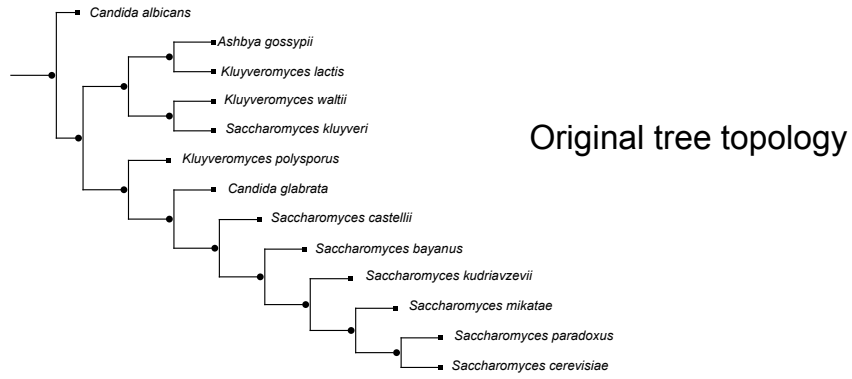 Candida albicans
Ashbya gossypii
Kluyveromyces lactis
Kluyveromyces waltii
Saccharomyces kluyveri
Original tree topology
Kluyveromyces polysporus
Candida glabrata
Saccharomyces castellii
Saccharomyces bayanus
Saccharomyces kudriavzevii
Saccharomyces mikatae
Saccharomyces paradoxus
Saccharomyces cerevisiae